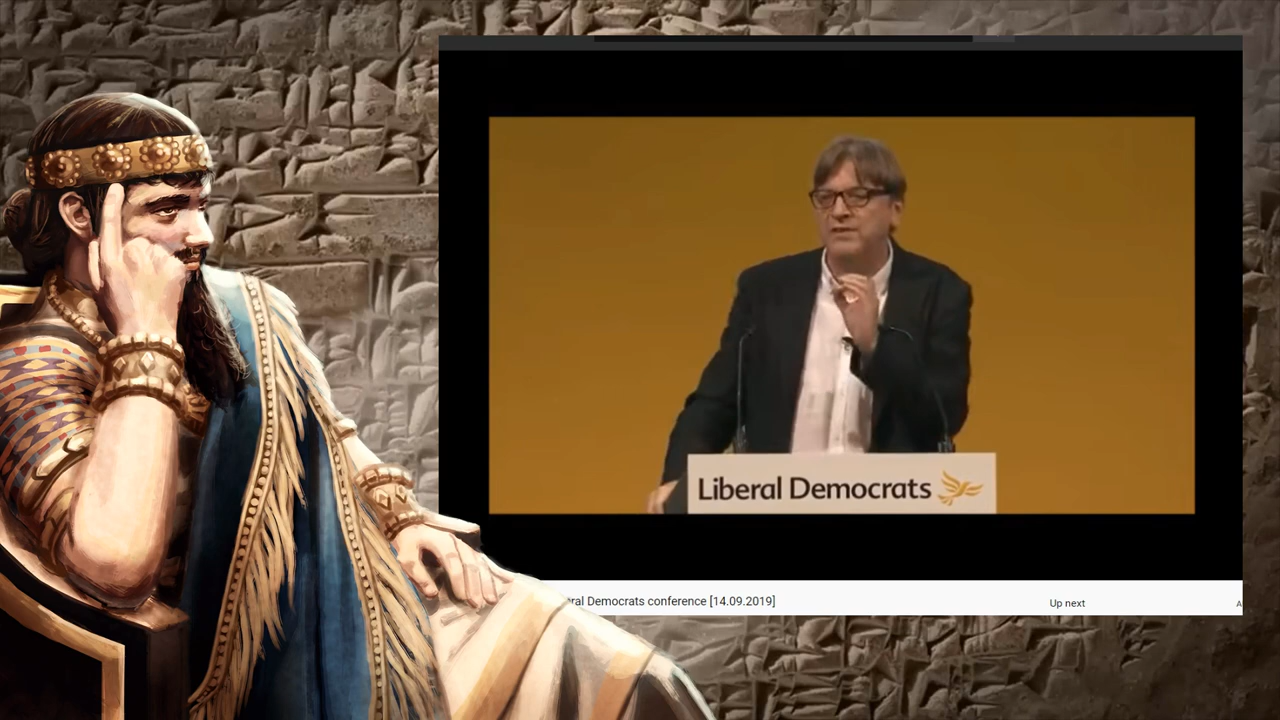 Liberal Democrats
ral Democrats conference [14.09.2019]
Up next
A